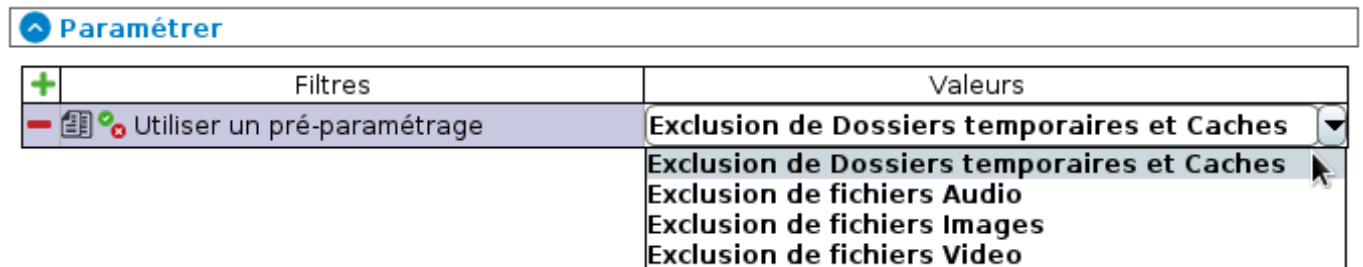 Paramétrer
Filtres Valeurs
Utiliser un pré-paramétrage Exclusion de Dossiers temporaires et Caches
Exclusion de Dossiers temporaires et Caches
Exclusion de fichiers Audio
Exclusion de fichiers Images
Exclusion de fichiers Video